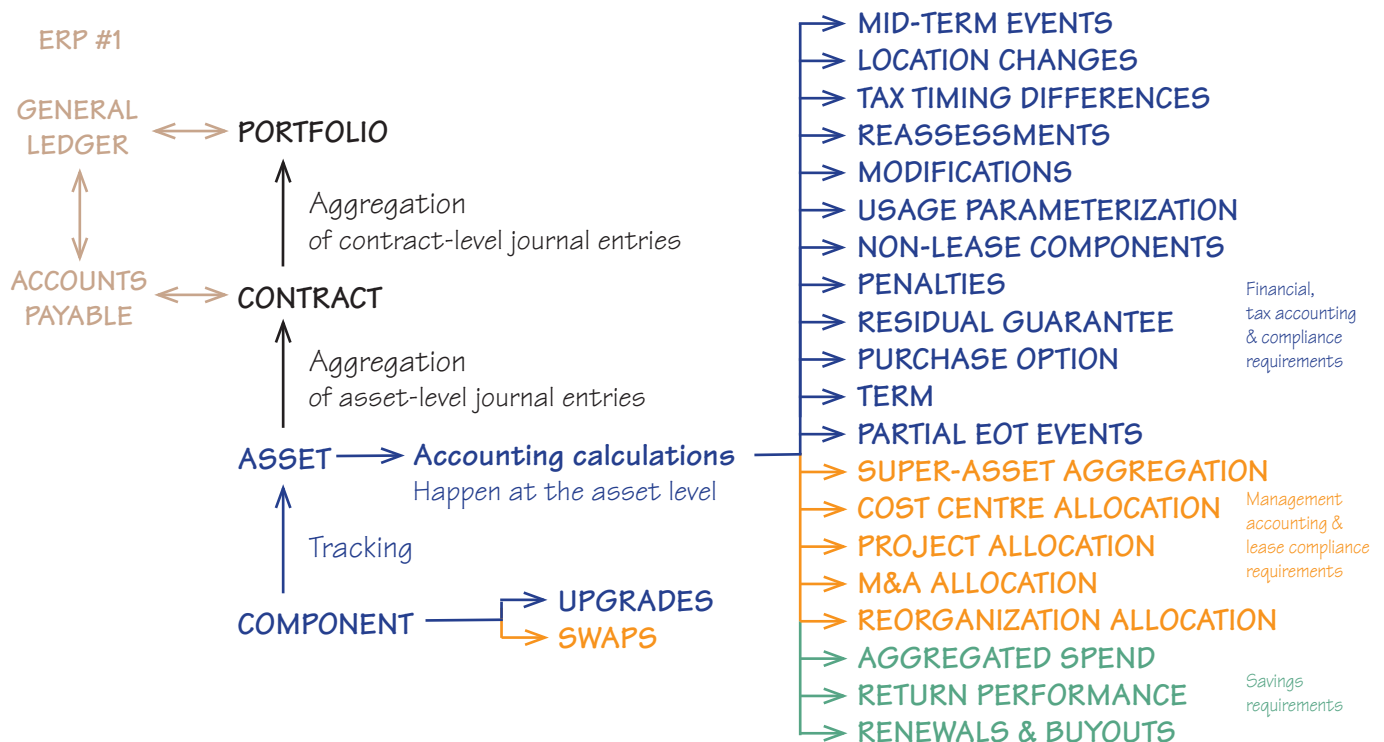 ERP #1
GENERAL
LEDGER
ACCOUNTS
PAYABLE
PORTFOLIO
Aggregation
of contract-level journal entries
CONTRACT
Aggregation
of asset-level journal entries
ASSET
Accounting calculations
Happen at the asset level
Tracking
COMPONENT
UPGRADES
SWAPS
MID-TERM EVENTS
LOCATION CHANGES
TAX TIMING DIFFERENCES
REASSESSMENTS
MODIFICATIONS
USAGE PARAMETERIZATION
NON-LEASE COMPONENTS
PENALTIES
RESIDUAL GUARANTEE
PURCHASE OPTION
TERM
PARTIAL EOT EVENTS
Financial,
tax accounting
& compliance
requirements
SUPER-ASSET AGGREGATION
COST CENTRE ALLOCATION
PROJECT ALLOCATION
M&A ALLOCATION
REORGANIZATION ALLOCATION
Management
accounting &
lease compliance
requirements
AGGREGATED SPEND
RETURN PERFORMANCE
RENEWALS & BUYOUTS
Savings
requirements